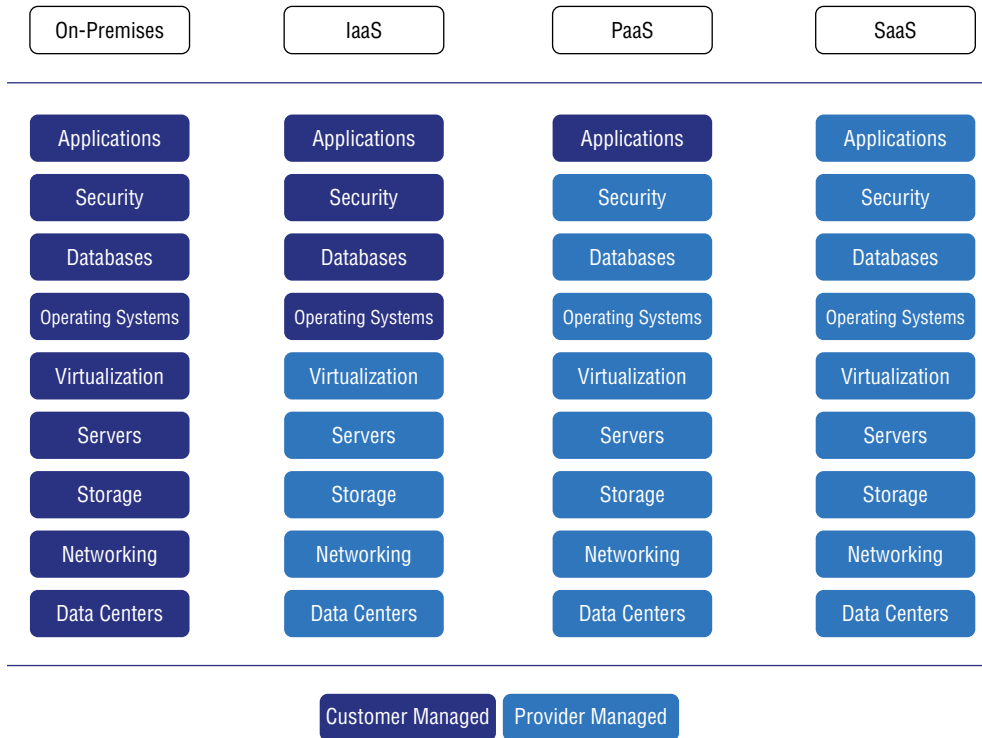 On-Premises IaaS PaaS SaaS
Applications Applications Applications Applications
Security Security Security Security
Databases Databases Databases Databases
Operating Systems Operating Systems Operating Systems Operating Systems
Virtualization Virtualization Virtualization Virtualization
Servers Servers Servers Servers
Storage Storage Storage Storage
Networking Networking Networking Networking
Data Centers Data Centers Data Centers Data Centers
Customer Managed Provider Managed